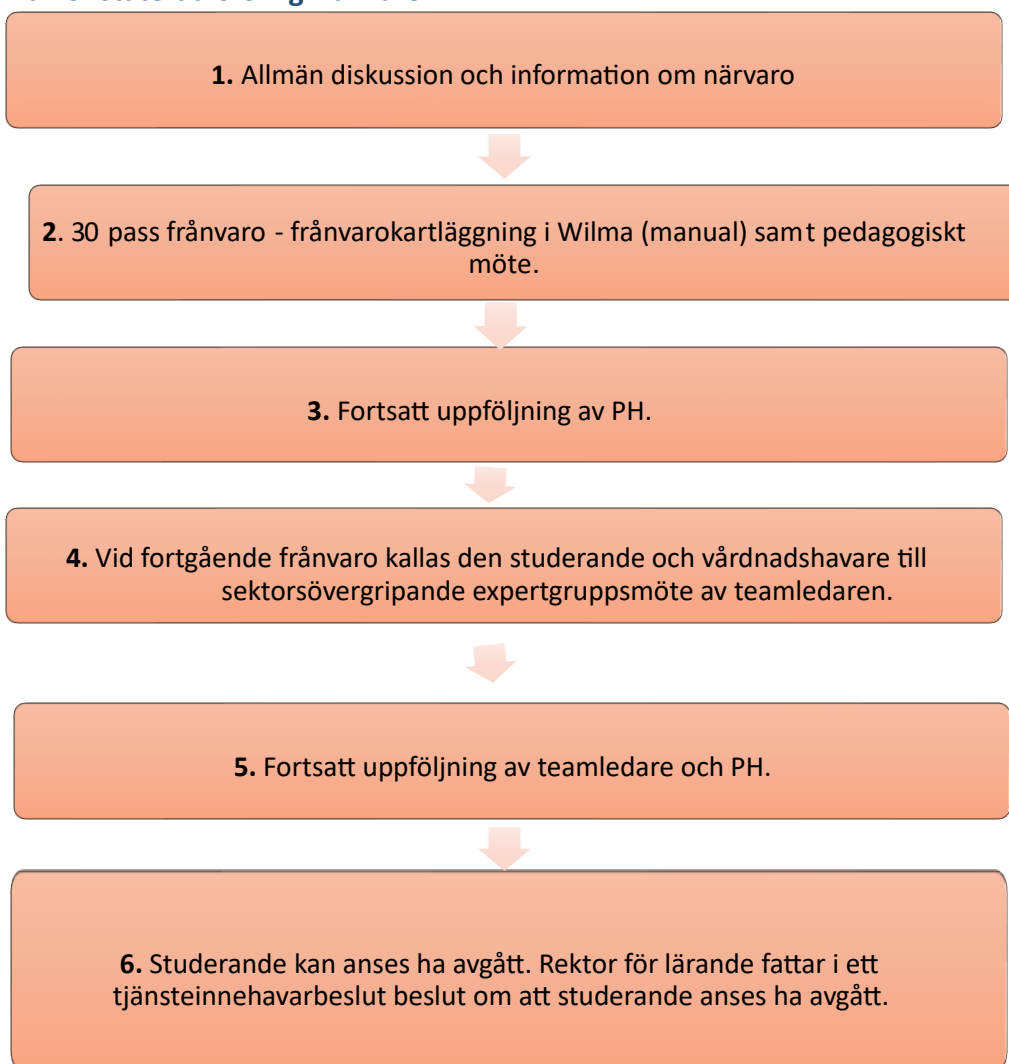 1. Allmän diskussion och information om närvaro
2. 30 pass frånvaro - frånvarokartläggning i Wilma (manual) samt pedagogiskt
möte.
3. Fortsatt uppföljning av PH.
4. Vid fortgående frånvaro kallas den studerande och vårdnadshavare till
sektorsövergripande expertgruppsmöte av teamledaren.
5. Fortsatt uppföljning av teamledare och PH.
6. Studerande kan anses ha avgått. Rektor för lärande fattar i ett
tjänsteinnehavarbeslut beslut om att studerande anses ha avgått.